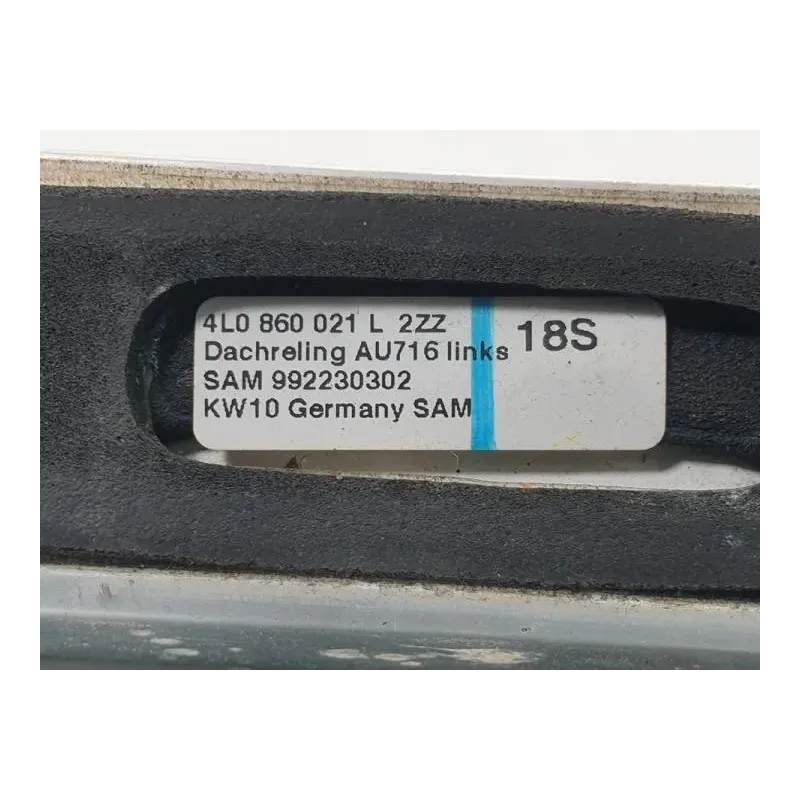 4L0 860 021 L 2ZZ 18S
Dachreling AU716 links
SAM 992230302
KW10 Germany SAM